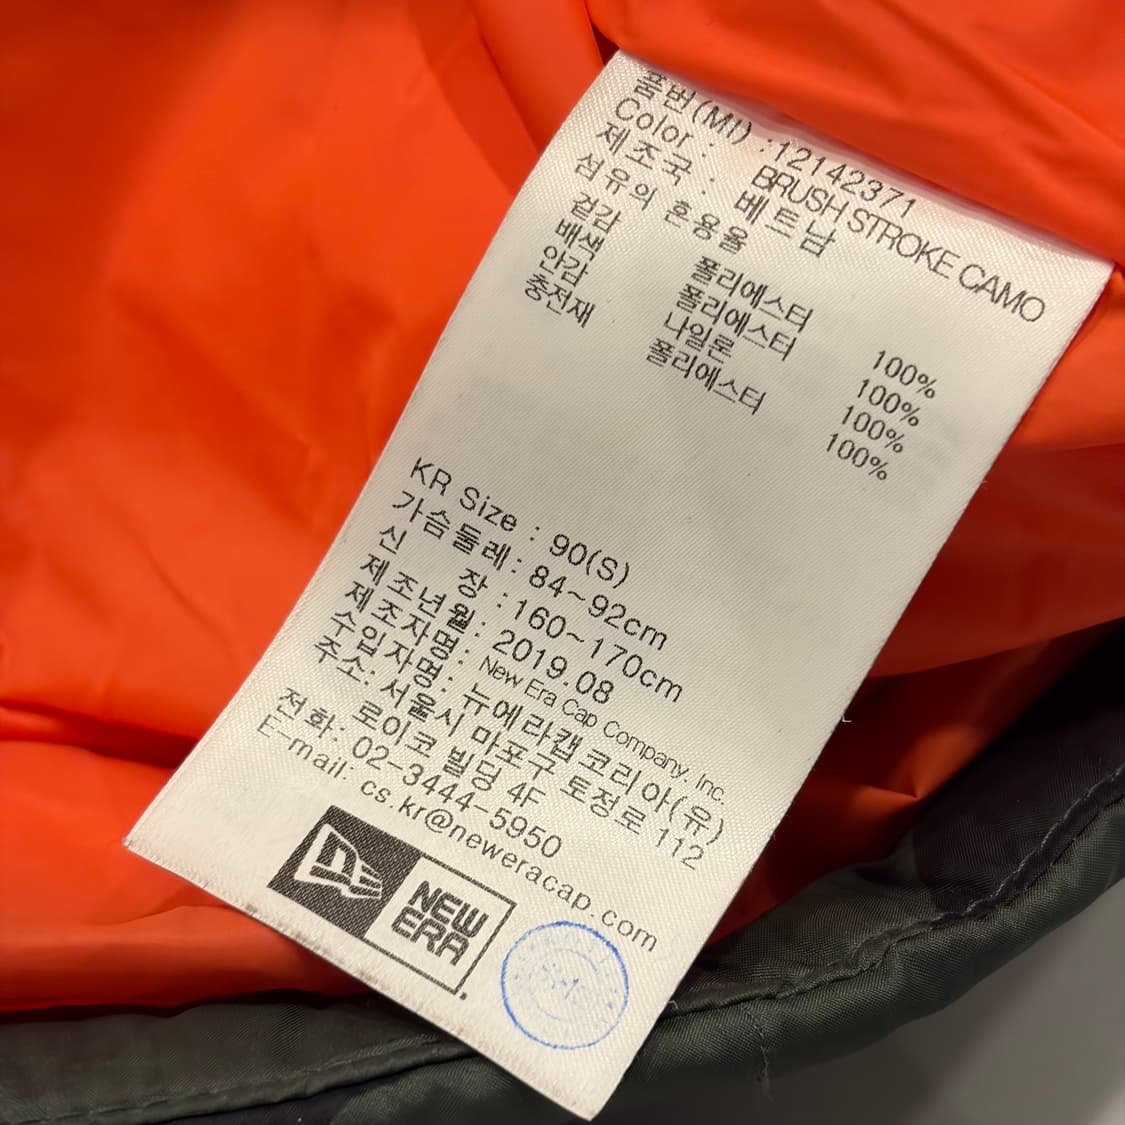 품번(MI) : 12142371
Color : BRUSH STROKE CAMO
제조국 : 베트남
섬유의 혼용율
겉감 폴리에스터 100%
배색 폴리에스터 100%
안감 나일론 100%
충전재 폴리에스터 100%
KR Size : 90(S)
가슴둘레 : 84~92cm
신 장 : 160~170cm
제조년월 : 2019.08
제조자명 : New Era Cap Company. Inc.
수입자명 : 뉴에라캡코리아(유)
주소: 서울시 마포구 토정로 112
로이코 빌딩 4F
전화: 02-3444-5950
E-mail: cs.kr@neweracap.com
NEW
ERA